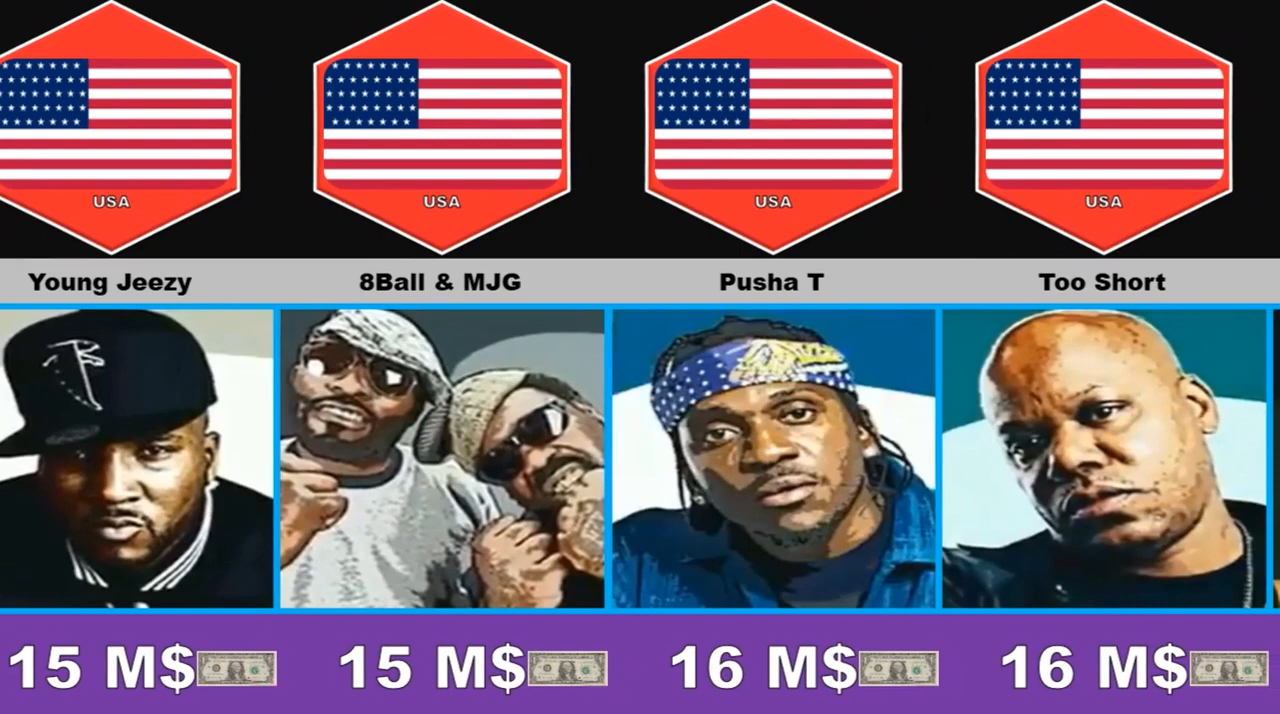 USA
USA
USA
USA
Young Jeezy
8Ball & MJG
Pusha T
Too Short
15 M$
15 M$
16 M$
16 M$